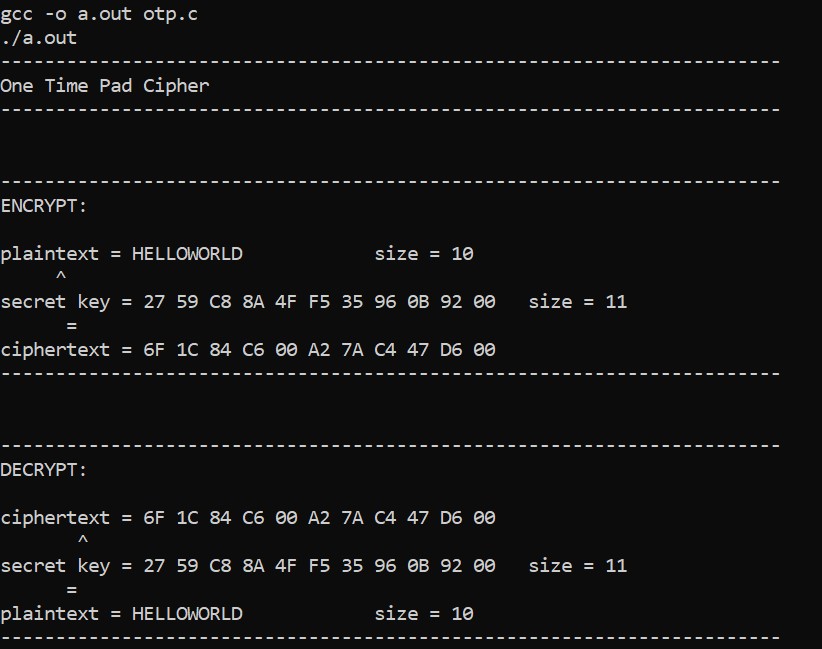 gcc -o a.out otp.c
./a.out
-----------------------------------------------------------------------
One Time Pad Cipher
-----------------------------------------------------------------------
-----------------------------------------------------------------------
ENCRYPT:
plaintext = HELLOWORLD            size = 10
     ^
secret key = 27 59 C8 8A 4F F5 35 96 0B 92 00   size = 11
      =
ciphertext = 6F 1C 84 C6 00 A2 7A C4 47 D6 00
-----------------------------------------------------------------------
-----------------------------------------------------------------------
DECRYPT:
ciphertext = 6F 1C 84 C6 00 A2 7A C4 47 D6 00
       ^
secret key = 27 59 C8 8A 4F F5 35 96 0B 92 00   size = 11
      =
plaintext = HELLOWORLD            size = 10
-----------------------------------------------------------------------